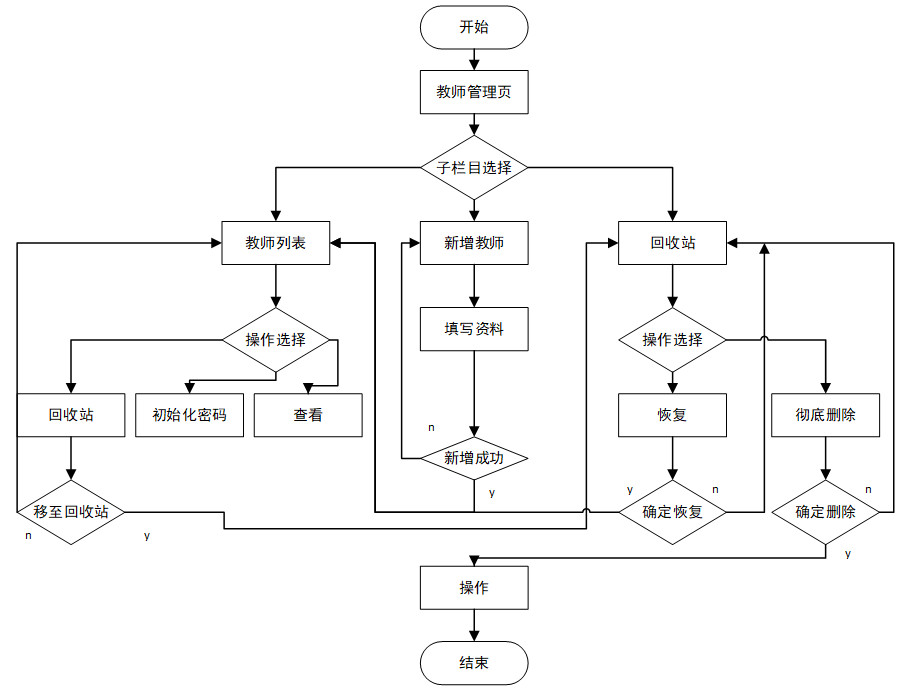 开始
教师管理页
子栏目选择
教师列表
新增教师
回收站
填写资料
操作选择
操作选择
回收站
初始化密码
查看
恢复
彻底删除
n
新增成功
y
y
n
n
移至回收站
确定恢复
确定删除
n
y
y
操作
结束